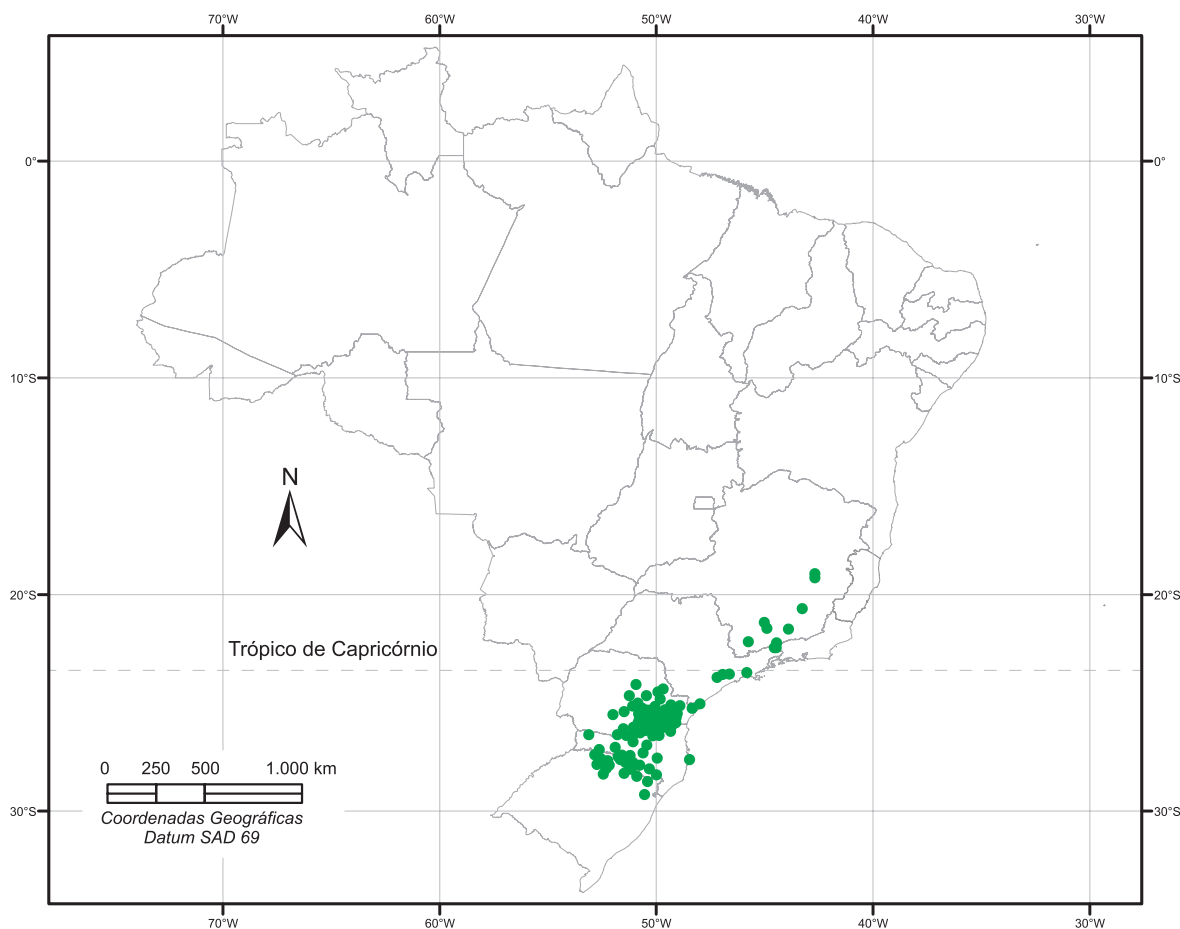 70°W 60°W 50°W 40°W 30°W
0° 0°
10°S 10°S
N
20°S 20°S
Trópico de Capricórnio
0 250 500 1.000 km
30°S 30°S
Coordenadas Geográficas
Datum SAD 69
70°W 60°W 50°W 40°W 30°W